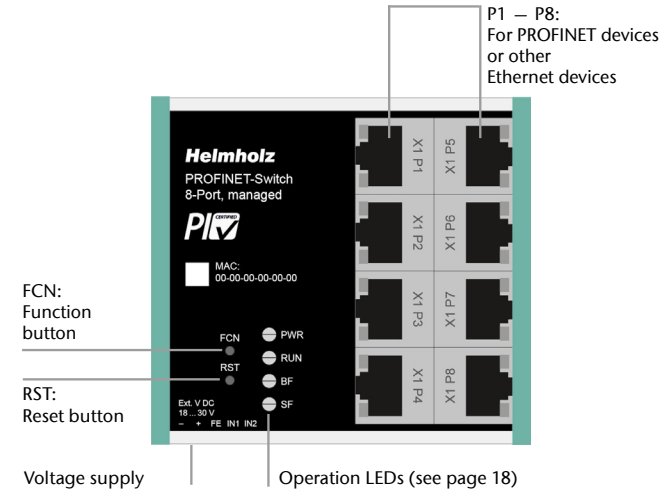 P1 – P8:
For PROFINET devices
or other
Ethernet devices
Helmholz
PROFINET-Switch
8-Port, managed
PI CERTIFIED
MAC:
00-00-00-00-00-00
X1 P1
X1 P5
X1 P2
X1 P6
X1 P3
X1 P7
X1 P4
X1 P8
FCN:
Function
button
FCN
PWR
RUN
RST
BF
SF
RST:
Reset button
Ext. V DC
18 ... 30 V
– + FE IN1 IN2
Voltage supply
Operation LEDs (see page 18)